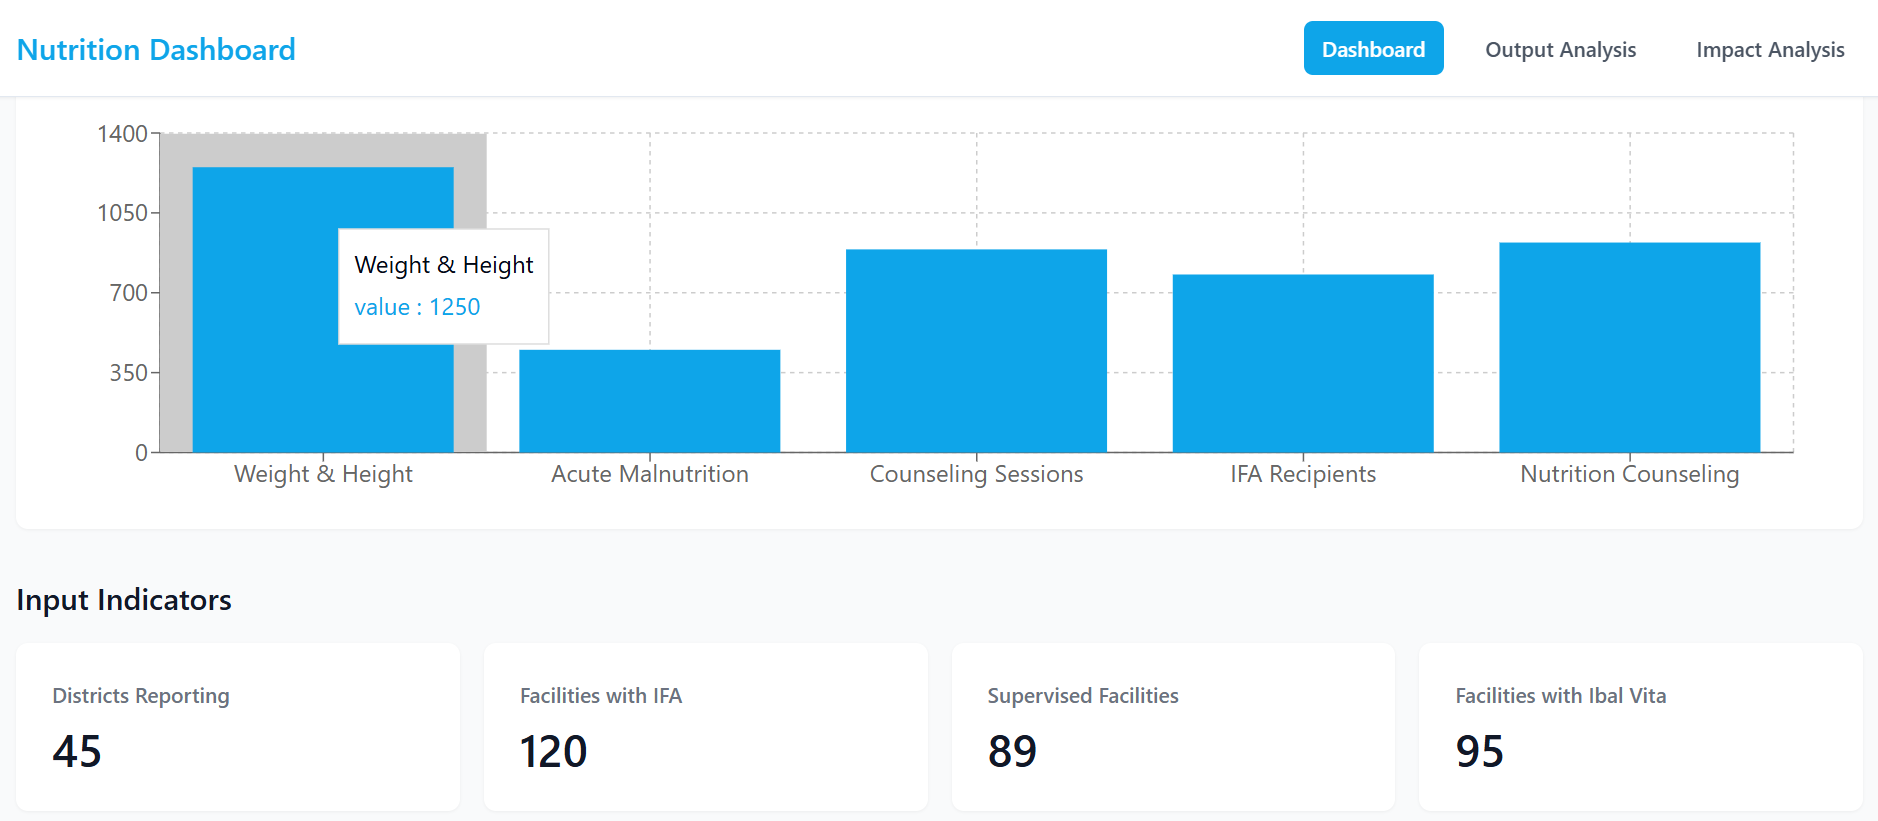 Nutrition Dashboard
Dashboard
Output Analysis
Impact Analysis
1400
1050
700
350
0
Weight & Height
value : 1250
Weight & Height
Acute Malnutrition
Counseling Sessions
IFA Recipients
Nutrition Counseling
Input Indicators
Districts Reporting
45
Facilities with IFA
120
Supervised Facilities
89
Facilities with Ibal Vita
95